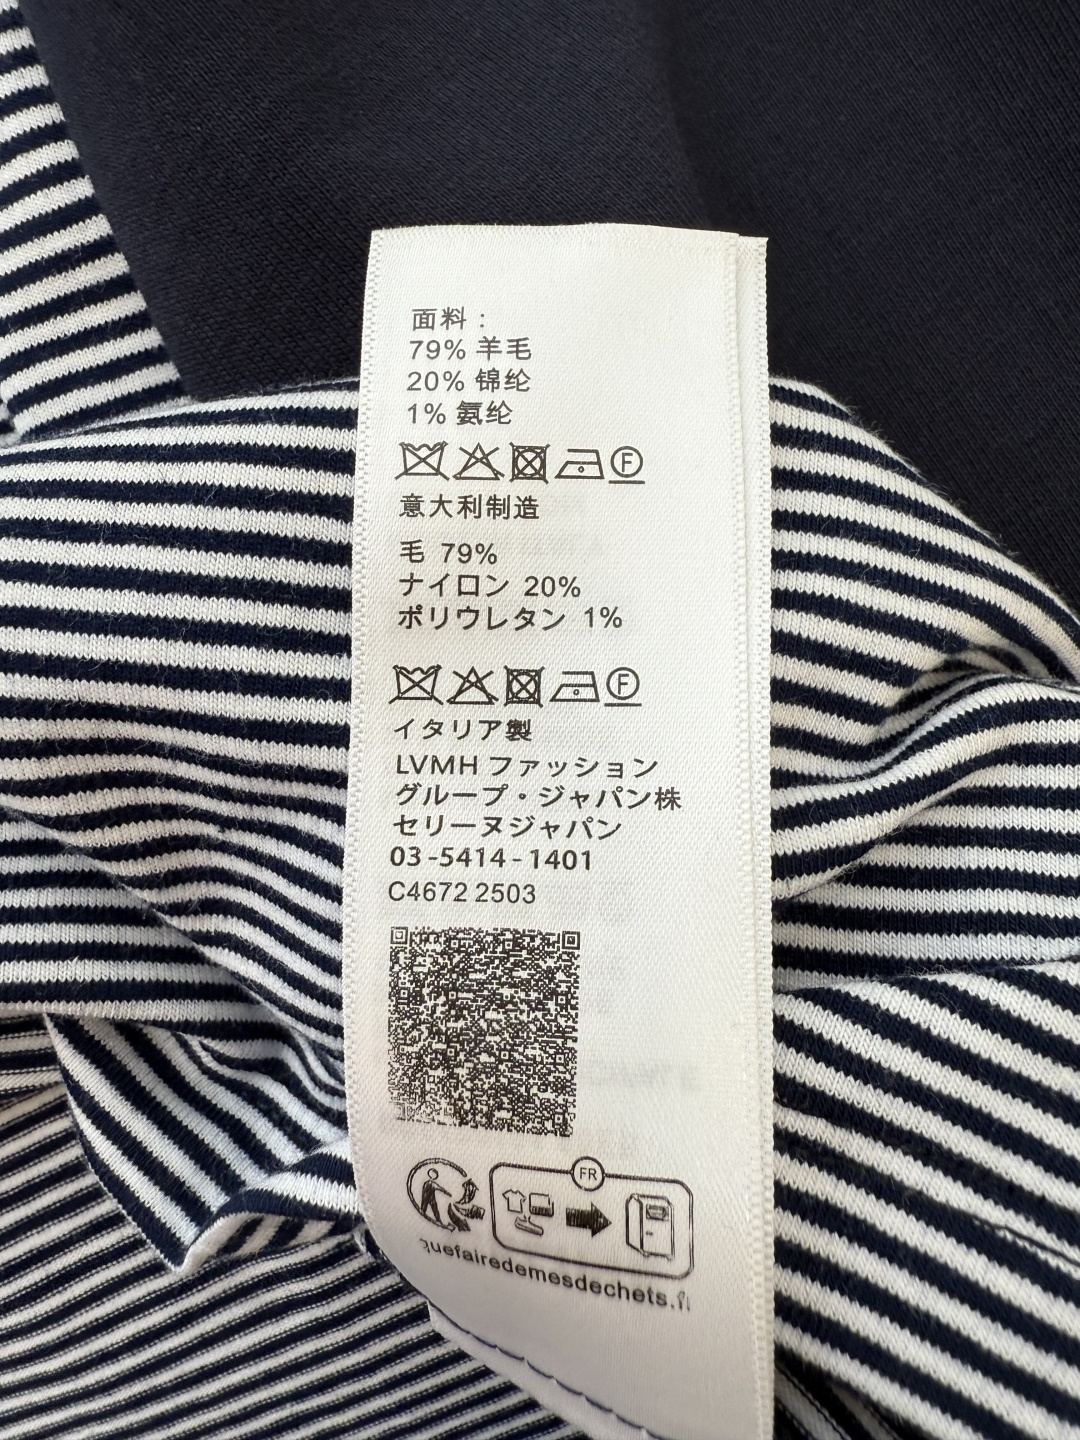 面料：
79% 羊毛
20% 锦纶
1% 氨纶
F
意大利制造
毛 79%
ナイロン 20%
ポリウレタン 1%
F
イタリア製
LVMH ファッション
グループ・ジャパン株
セリーヌジャパン
03-5414-1401
C4672 2503
FR
quefairedemesdechets.fr